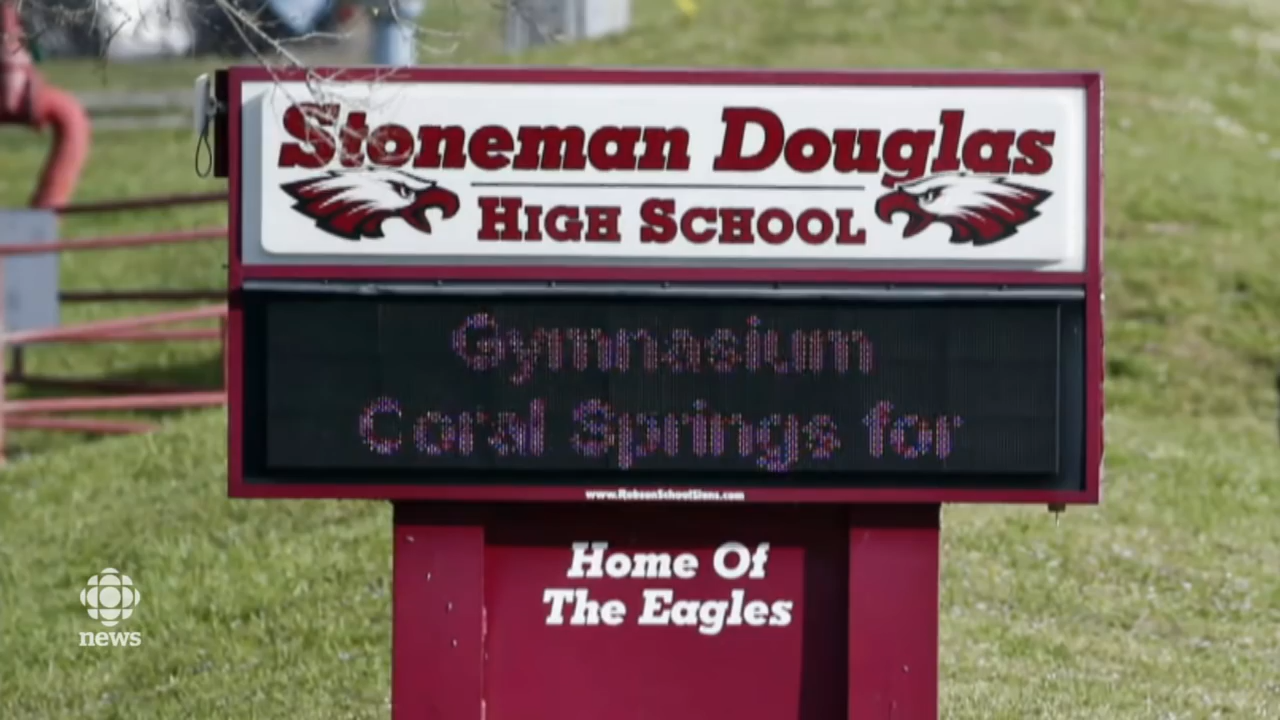 Stoneman Douglas
HIGH SCHOOL
Gymnasium
Coral Springs for
www.RobsonSchoolSigns.com
Home Of
The Eagles
news